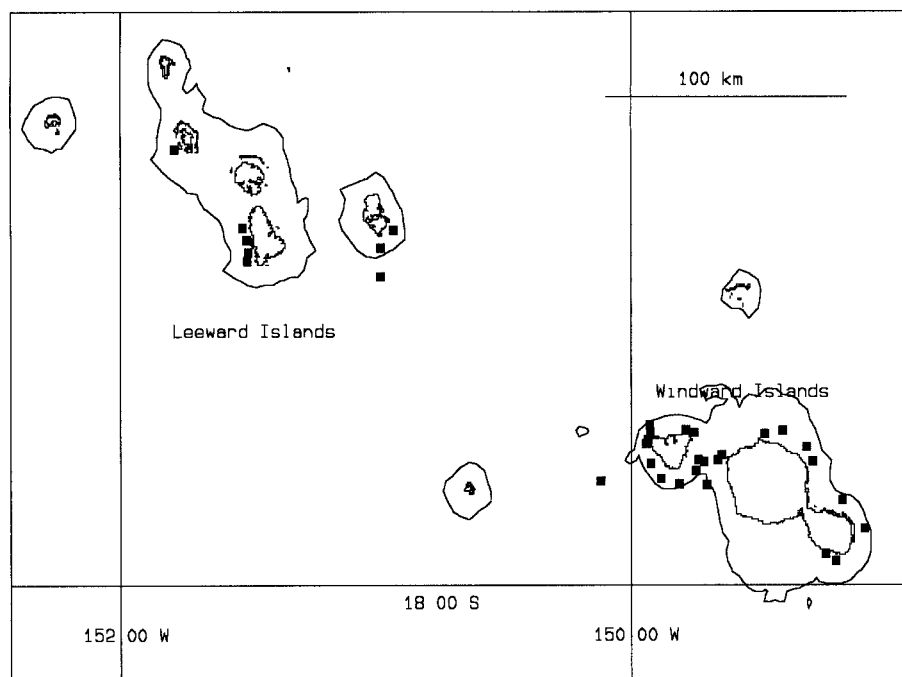 100 km
Leeward Islands
Windward Islands
18 00 S
152 00 W
150 00 W